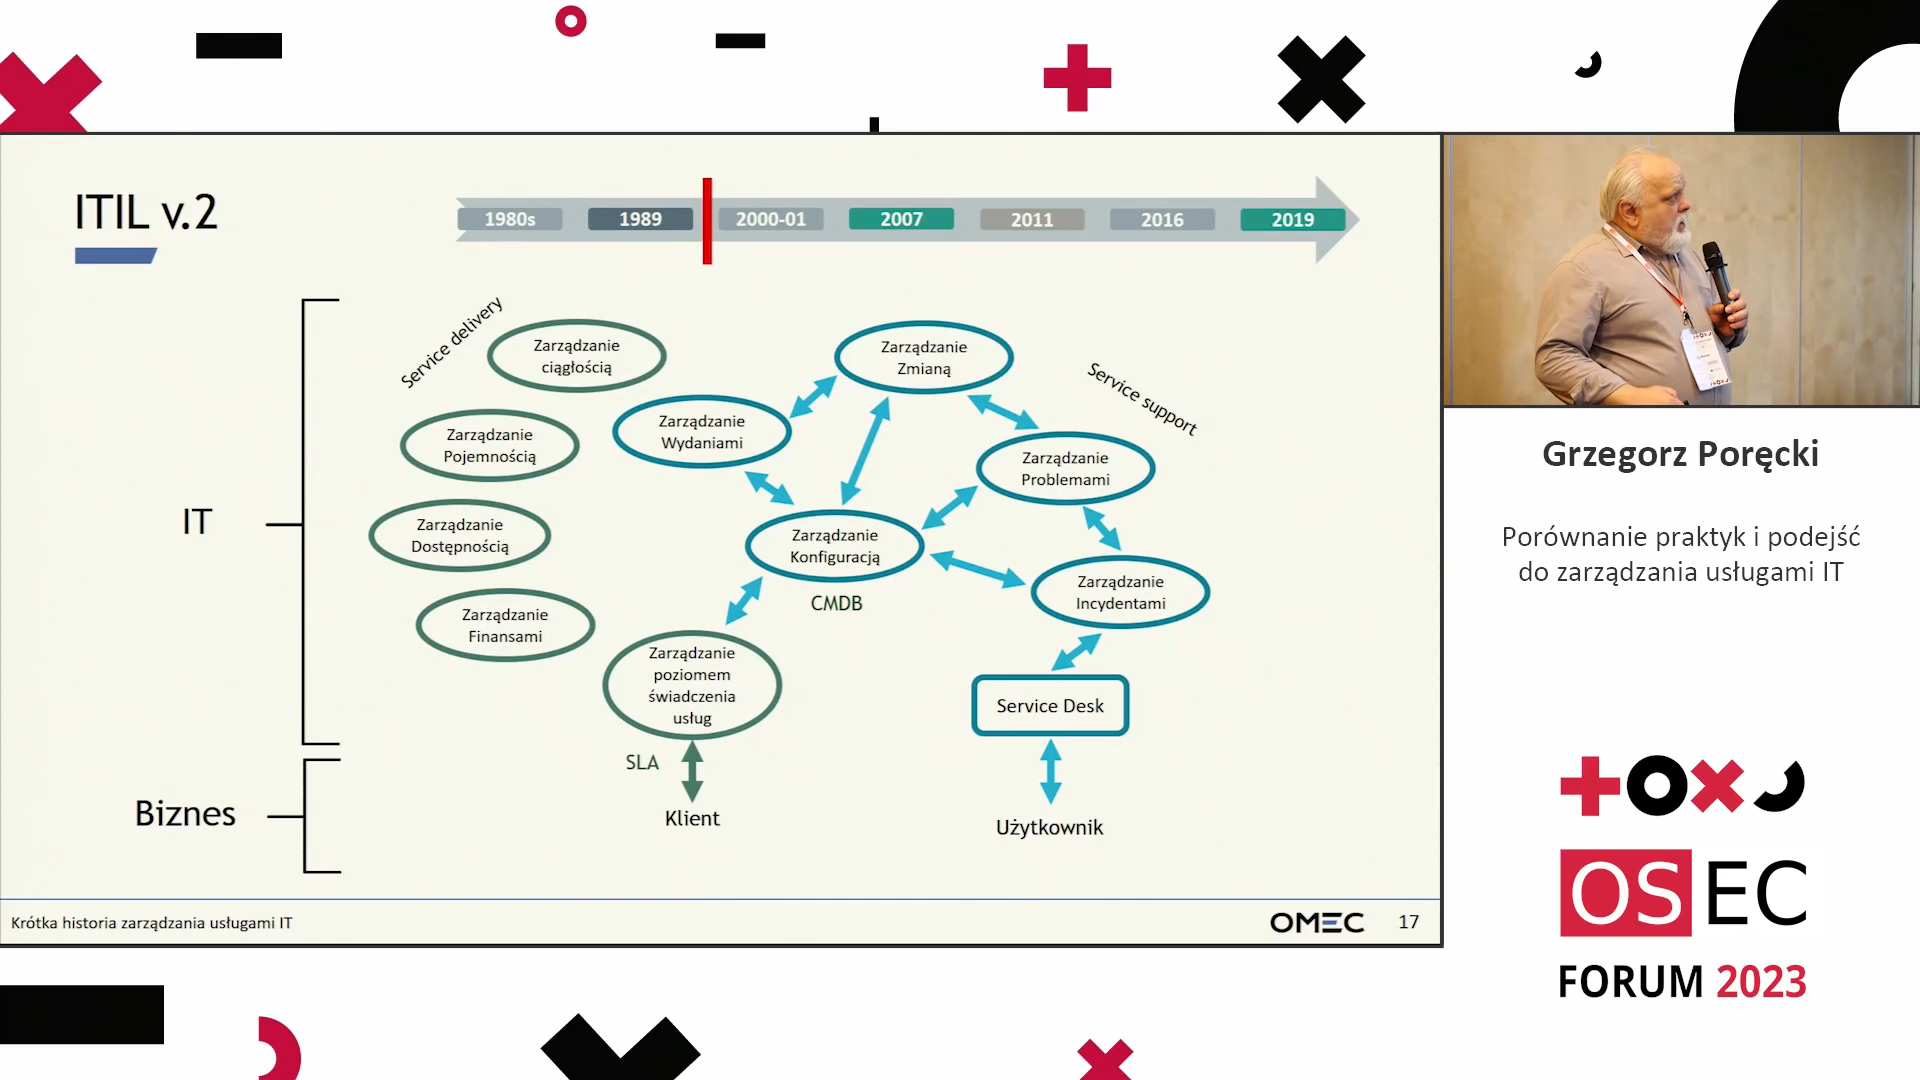 ITIL v.2
1980s
1989
2000-01
2007
2011
2016
2019
Service delivery
Zarządzanie
ciągłością
Zarządzanie
Zmianą
Service support
Zarządzanie
Wydaniami
Zarządzanie
Pojemnością
Zarządzanie
Problemami
IT
Zarządzanie
Dostępnością
Zarządzanie
Konfiguracją
CMDB
Zarządzanie
Incydentami
Zarządzanie
Finansami
Zarządzanie
poziomem
świadczenia
usług
Service Desk
SLA
Biznes
Klient
Użytkownik
Krótka historia zarządzania usługami IT
OMEC
17
Grzegorz Poręcki
Porównanie praktyk i podejść
do zarządzania usługami IT
OSEC
FORUM 2023